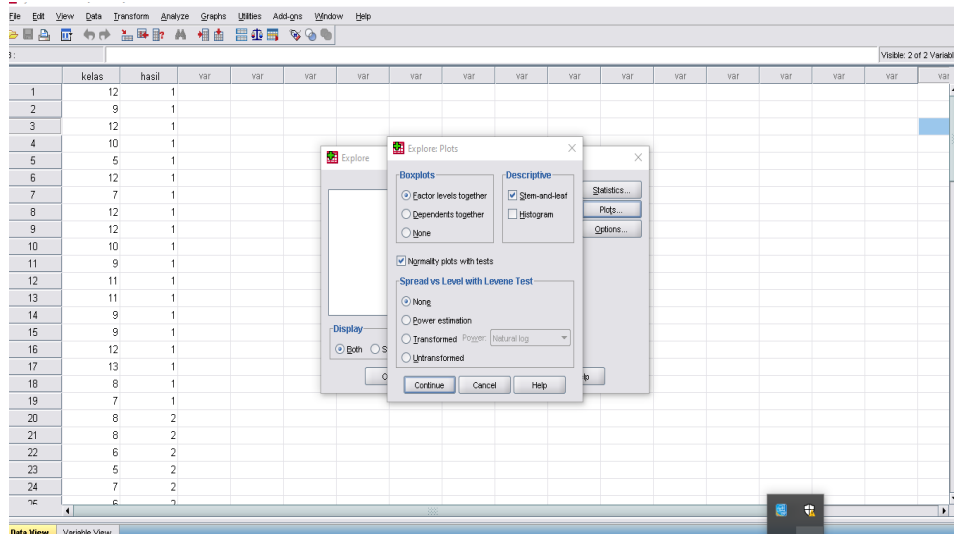 File Edit View Data Transform Analyze Graphs Utilities Add-ons Window Help
Visible: 2 of 2 Variabl
kelas hasil var var var var var var var var var var var var var var var
1 12 1
2 9 1
3 12 1
4 10 1
5 5 1
6 12 1
7 7 1
8 12 1
9 12 1
10 10 1
11 9 1
12 11 1
13 11 1
14 9 1
15 9 1
16 12 1
17 13 1
18 8 1
19 7 1
20 8 2
21 8 2
22 6 2
23 5 2
24 7 2
Explore
Statistics...
Plots...
Options...
Display
Both S
Explore: Plots
Boxplots
Factor levels together
Dependents together
None
Descriptive
Stem-and-leaf
Histogram
Normality plots with tests
Spread vs Level with Levene Test
None
Power estimation
Transformed Power: Natural log
Untransformed
Continue Cancel Help
Data View Variable View